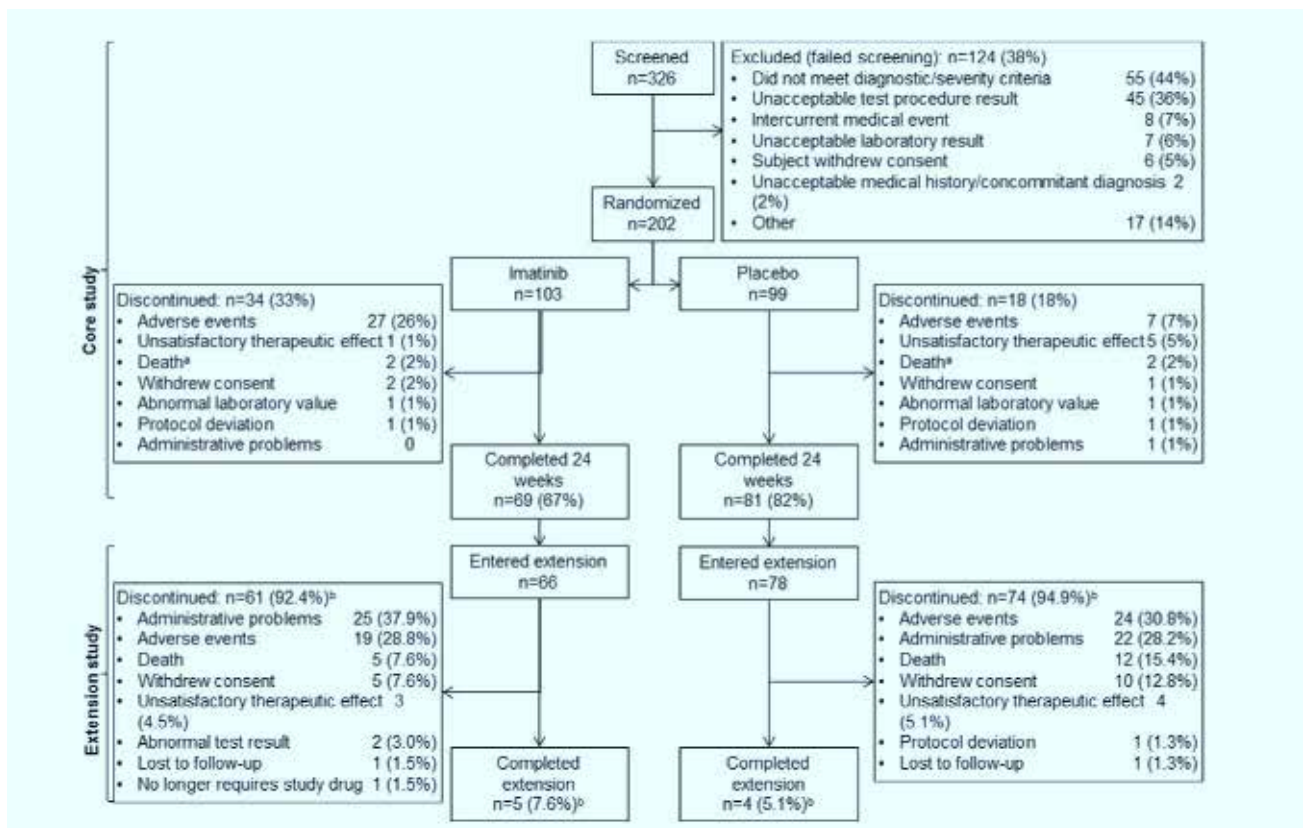 Screened
n=326
Excluded (failed screening): n=124 (38%)
• Did not meet diagnostic/severity criteria 55 (44%)
• Unacceptable test procedure result 45 (36%)
• Intercurrent medical event 8 (7%)
• Unacceptable laboratory result 7 (6%)
• Subject withdrew consent 6 (5%)
• Unacceptable medical history/concommitant diagnosis 2
(2%)
• Other 17 (14%)
Randomized
n=202
Core study
Imatinib
n=103
Placebo
n=99
Discontinued: n=34 (33%)
• Adverse events 27 (26%)
• Unsatisfactory therapeutic effect 1 (1%)
• Deathᵃ 2 (2%)
• Withdrew consent 2 (2%)
• Abnormal laboratory value 1 (1%)
• Protocol deviation 1 (1%)
• Administrative problems 0
Discontinued: n=18 (18%)
• Adverse events 7 (7%)
• Unsatisfactory therapeutic effect 5 (5%)
• Deathᵃ 2 (2%)
• Withdrew consent 1 (1%)
• Abnormal laboratory value 1 (1%)
• Protocol deviation 1 (1%)
• Administrative problems 1 (1%)
Completed 24
weeks
n=69 (67%)
Completed 24
weeks
n=81 (82%)
Extension study
Entered extension
n=66
Entered extension
n=78
Discontinued: n=61 (92.4%)ᵇ
• Administrative problems 25 (37.9%)
• Adverse events 19 (28.8%)
• Death 5 (7.6%)
• Withdrew consent 5 (7.6%)
• Unsatisfactory therapeutic effect 3
(4.5%)
• Abnormal test result 2 (3.0%)
• Lost to follow-up 1 (1.5%)
• No longer requires study drug 1 (1.5%)
Discontinued: n=74 (94.9%)ᵇ
• Adverse events 24 (30.8%)
• Administrative problems 22 (28.2%)
• Death 12 (15.4%)
• Withdrew consent 10 (12.8%)
• Unsatisfactory therapeutic effect 4
(5.1%)
• Protocol deviation 1 (1.3%)
• Lost to follow-up 1 (1.3%)
Completed
extension
n=5 (7.6%)ᵇ
Completed
extension
n=4 (5.1%)ᵇ